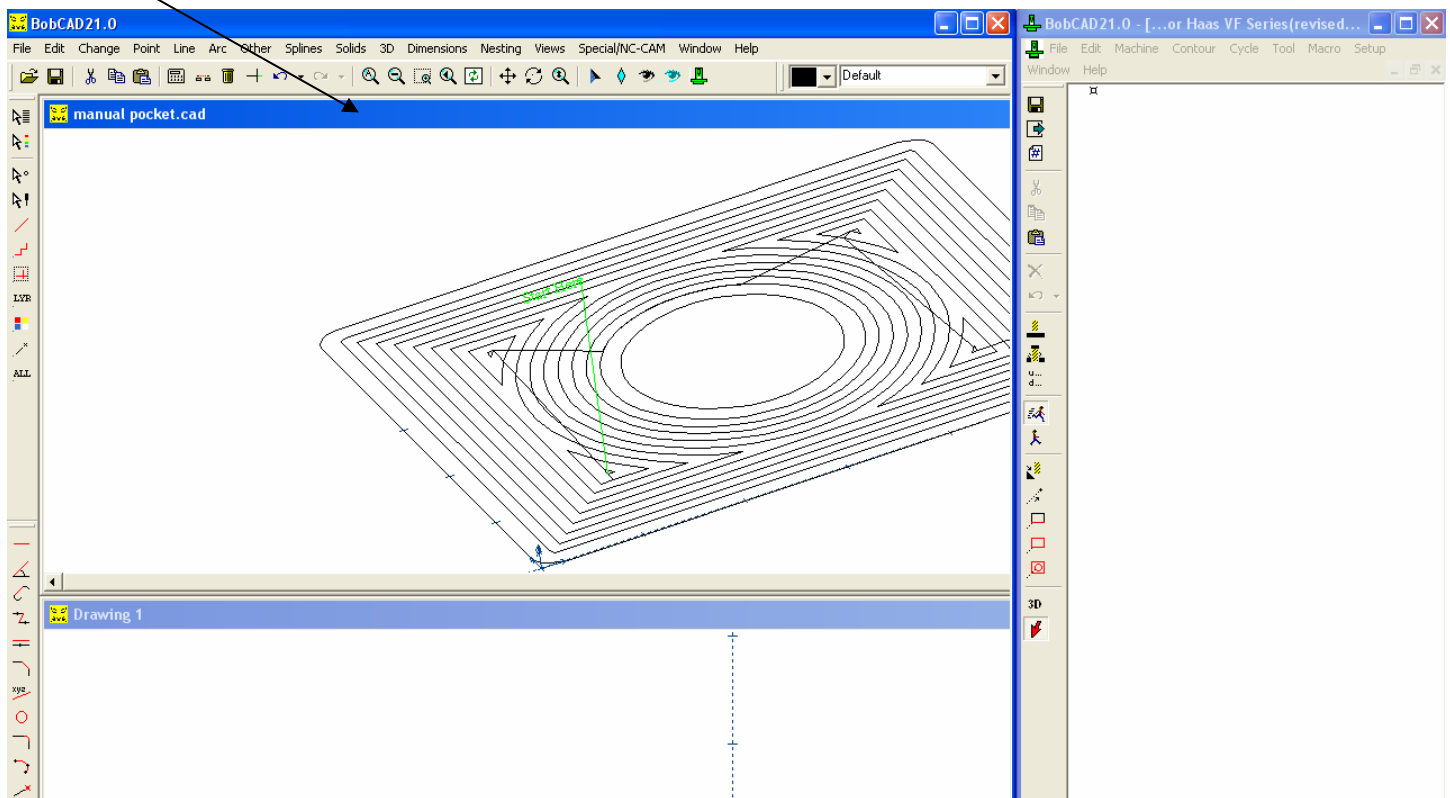 BobCAD21.0
File Edit Change Point Line Arc Other Splines Solids 3D Dimensions Nesting Views Special/NC-CAM Window Help
Default
manual pocket.cad
Start Here
LYR
ALL
Drawing 1
xyz
BobCAD21.0 - [...or Haas VF Series(revised...
File Edit Machine Contour Cycle Tool Macro Setup
Window Help
u...
d...
3D